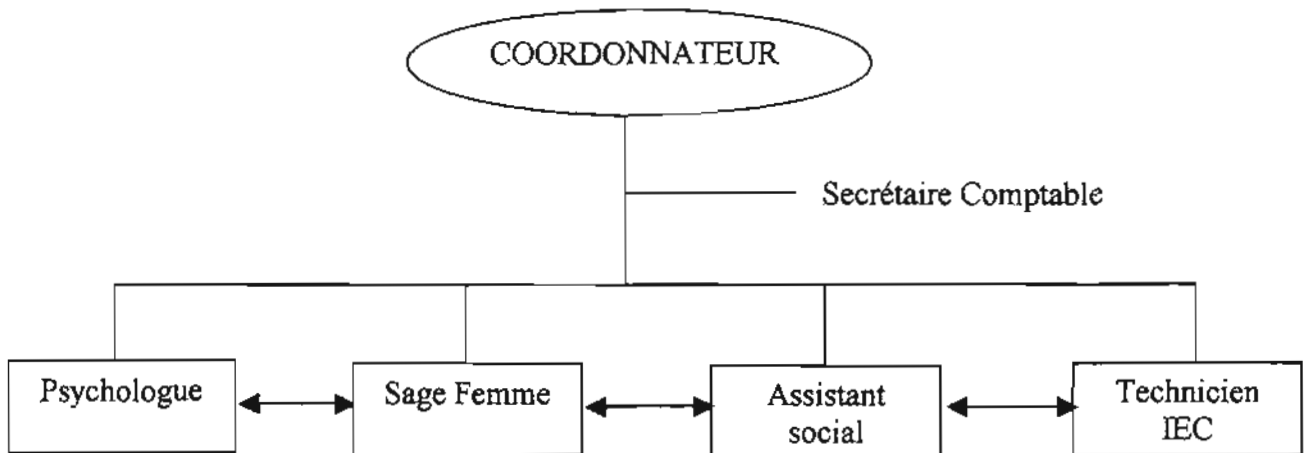 COORDONNATEUR
Secrétaire Comptable
Psychologue
Sage Femme
Assistant
social
Technicien
IEC